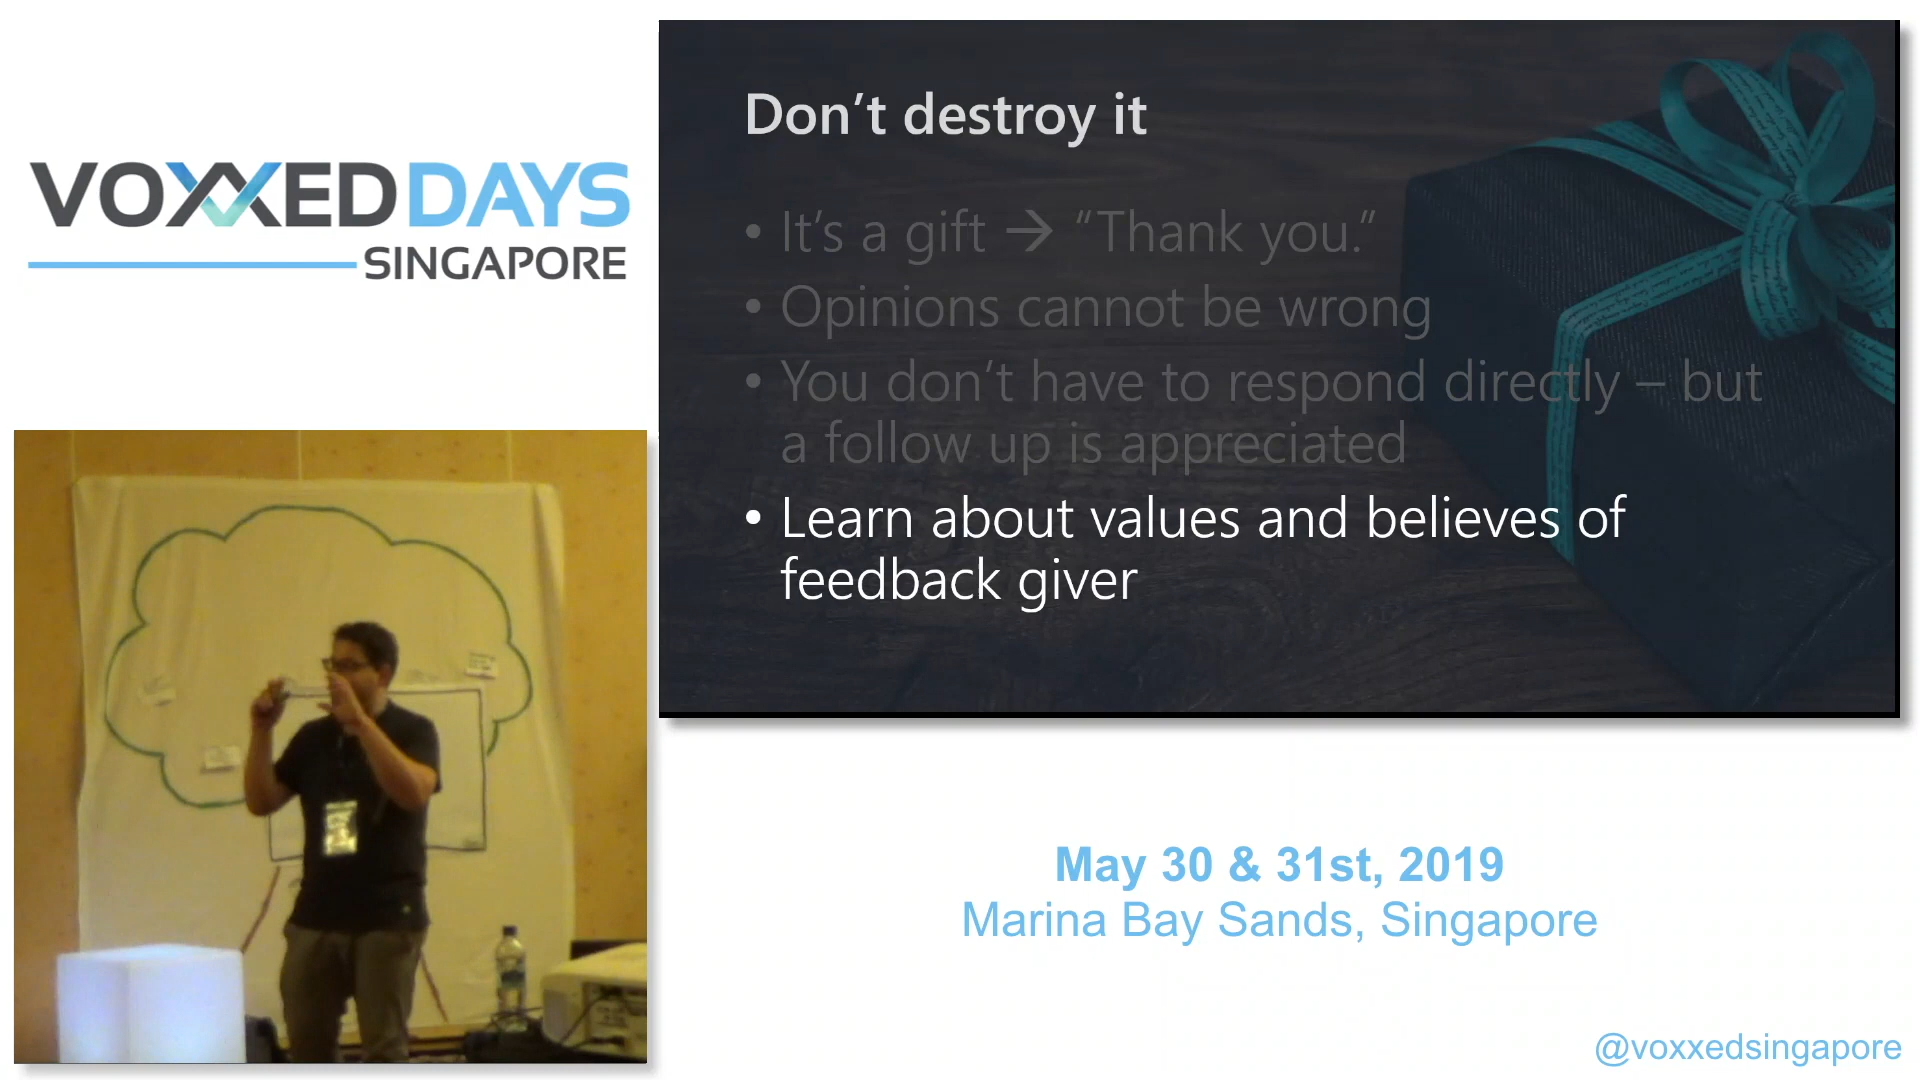 VOXXEDDAYS
SINGAPORE
Don't destroy it
• It's a gift → “Thank you.”
• Opinions cannot be wrong
• You don't have to respond directly – but
a follow up is appreciated
• Learn about values and believes of
feedback giver
May 30 & 31st, 2019
Marina Bay Sands, Singapore
@voxxedsingapore